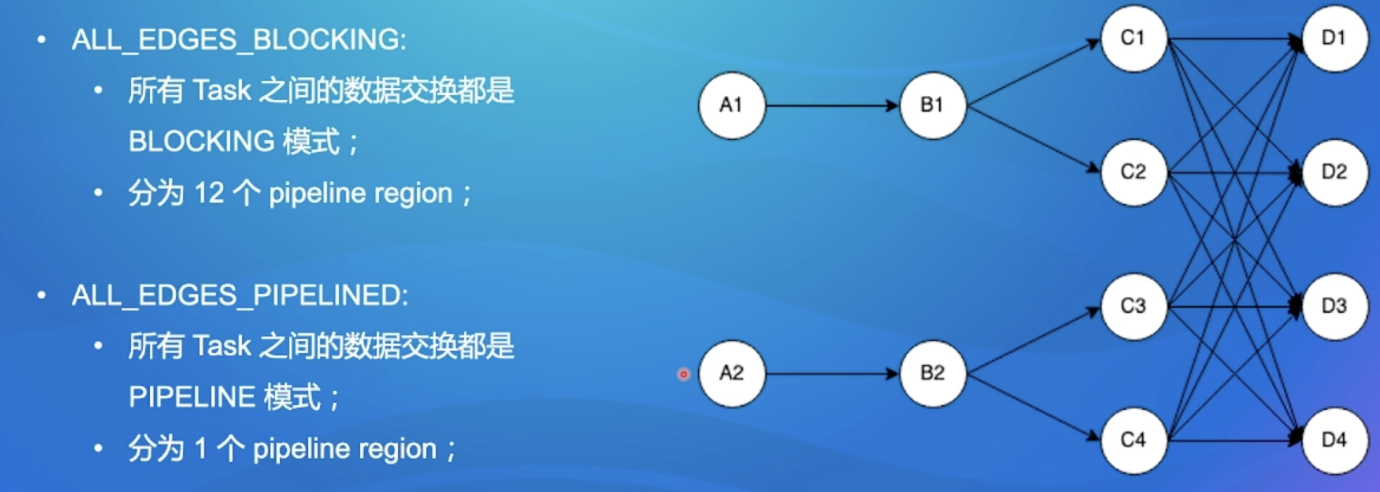 • ALL_EDGES_BLOCKING:
• 所有 Task 之间的数据交换都是
BLOCKING 模式；
• 分为 12 个 pipeline region；
• ALL_EDGES_PIPELINED:
• 所有 Task 之间的数据交换都是
PIPELINE 模式；
• 分为 1 个 pipeline region；
C1 D1
A1 B1
C2 D2
C3 D3
A2 B2
C4 D4